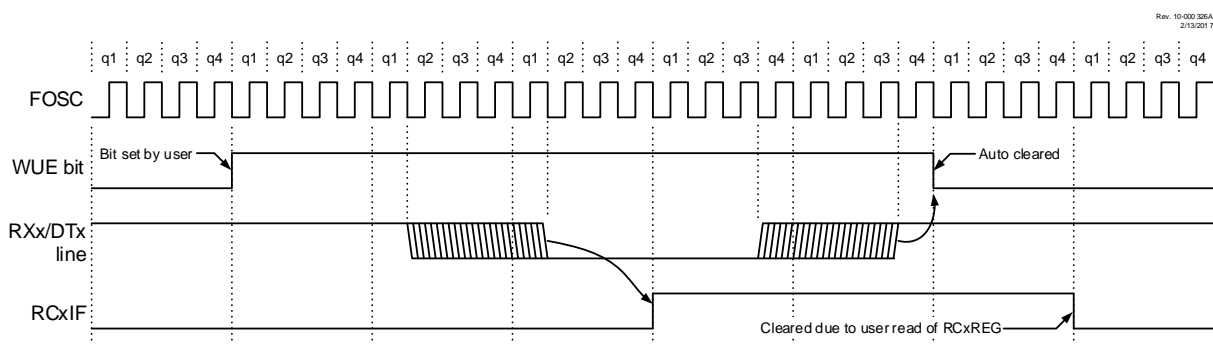 Rev. 10-000 326A
2/13/2017
q1 q2 q3 q4 q1 q2 q3 q4 q1 q2 q3 q4 q1 q2 q3 q4 q1 q2 q3 q4 q1 q2 q3 q4 q1 q2 q3 q4 q1 q2 q3 q4
FOSC
Bit set by user
Auto cleared
WUE bit
RXx/DTx
line
RCxIF
Cleared due to user read of RCxREG